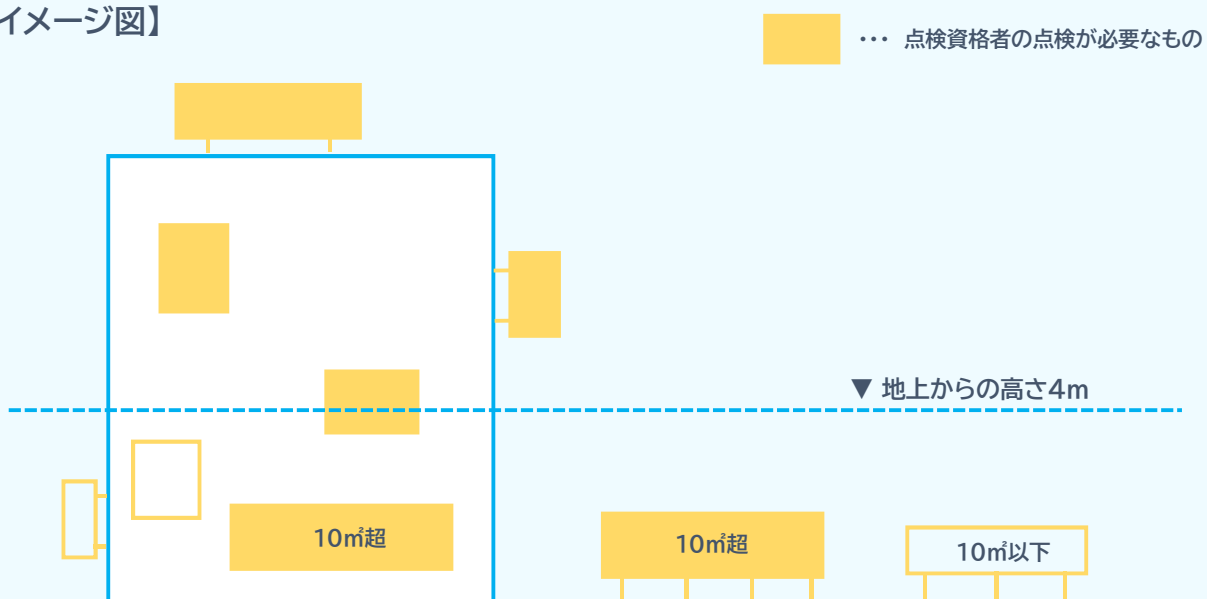 イメージ図】
・・・ 点検資格者の点検が必要なもの
▼ 地上からの高さ4m
10㎡超
10㎡超
10㎡以下